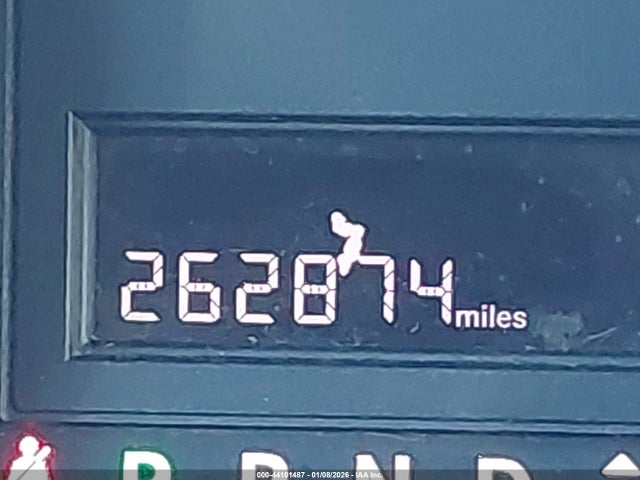 262874 miles
P R N D
000-44101487 - 01/08/2026 - IAA Inc.